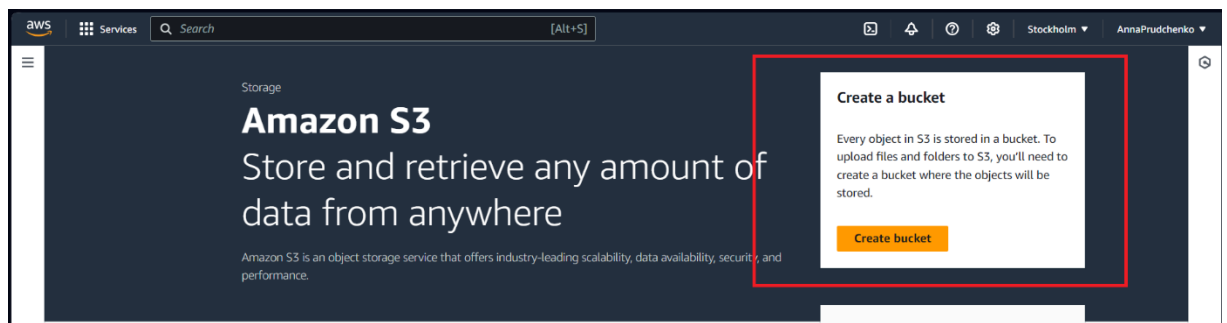 aws
Services
Search
[Alt+S]
Stockholm
AnnaPrudchenko
Storage
Amazon S3
Store and retrieve any amount of
data from anywhere
Amazon S3 is an object storage service that offers industry-leading scalability, data availability, security, and
performance.
Create a bucket
Every object in S3 is stored in a bucket. To
upload files and folders to S3, you'll need to
create a bucket where the objects will be
stored.
Create bucket